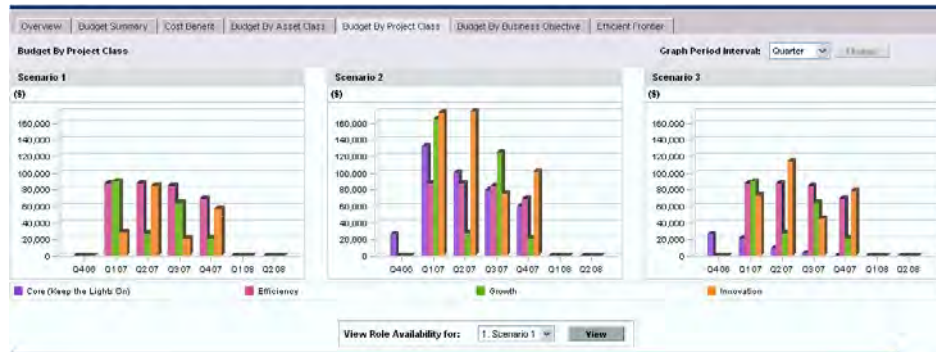 Overview Budget Summary Cost Benefit Budget By Asset Class Budget By Project Class Budget By Business Objective Efficient Frontier
Budget By Project Class Graph Period Interval: Quarter
Scenario 1 Scenario 2 Scenario 3
($) ($) ($)
160,000 160,000 160,000
140,000 140,000 140,000
120,000 120,000 120,000
100,000 100,000 100,000
80,000 80,000 80,000
60,000 60,000 60,000
40,000 40,000 40,000
20,000 20,000 20,000
0 0 0
Q4 06 Q1 07 Q2 07 Q3 07 Q4 07 Q1 08 Q2 08 Q4 06 Q1 07 Q2 07 Q3 07 Q4 07 Q1 08 Q2 08 Q4 06 Q1 07 Q2 07 Q3 07 Q4 07 Q1 08 Q2 08
Core (Keep the Lights On) Efficiency Growth Innovation
View Role Availability for: 1. Scenario 1 View